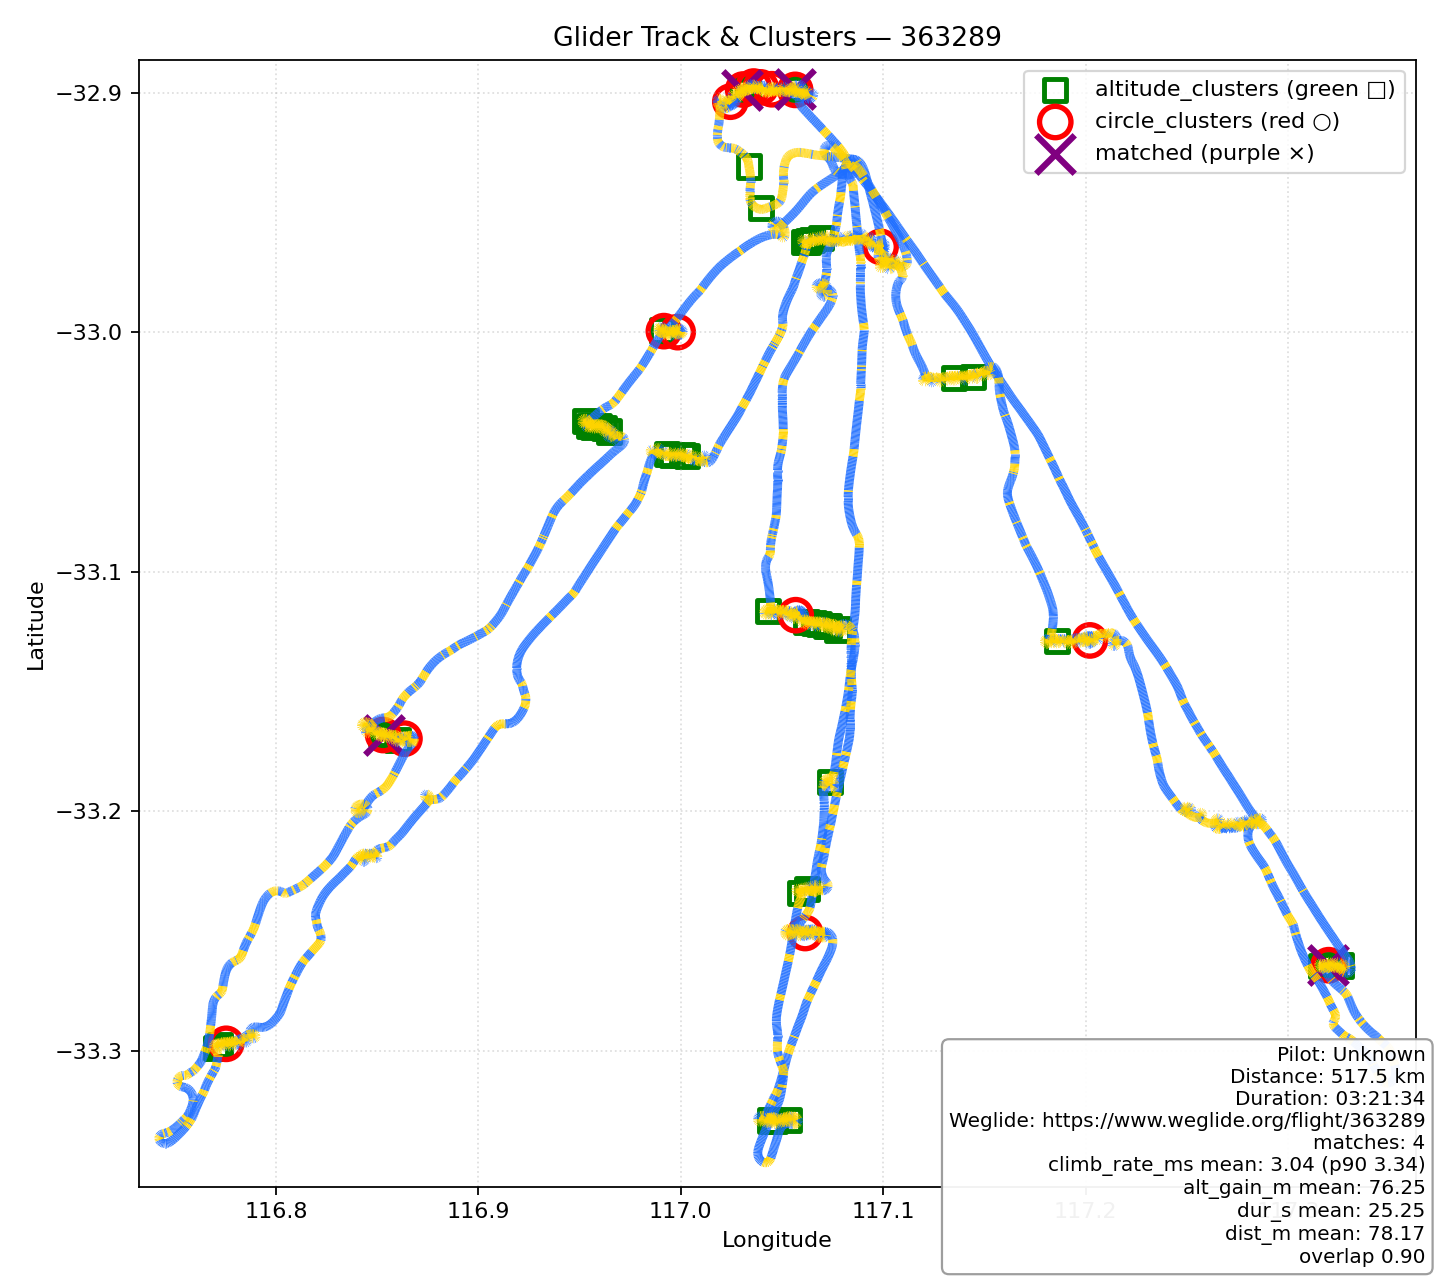 Glider Track & Clusters — 363289
altitude_clusters (green □)
circle_clusters (red ○)
matched (purple ×)
−32.9
−33.0
−33.1
−33.2
−33.3
Latitude
116.8
116.9
117.0
117.1
117.2
Longitude
Pilot: Unknown
Distance: 517.5 km
Duration: 03:21:34
Weglide: https://www.weglide.org/flight/363289
matches: 4
climb_rate_ms mean: 3.04 (p90 3.34)
alt_gain_m mean: 76.25
dur_s mean: 25.25
dist_m mean: 78.17
overlap 0.90